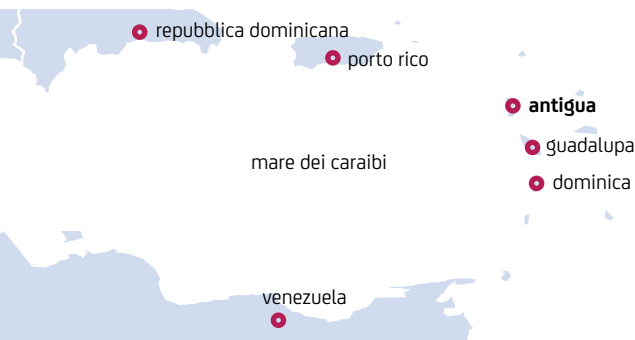 repubblica dominicana
porto rico
antigua
guadalupa
mare dei caraibi
dominica
venezuela